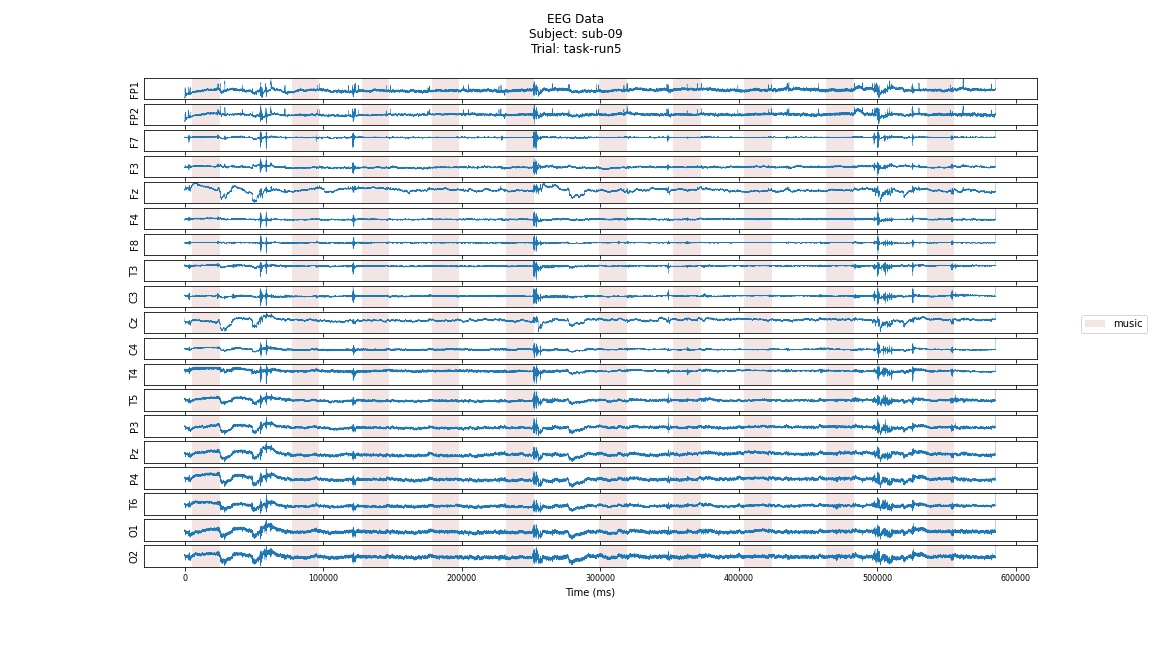 EEG Data
Subject: sub-09
Trial: task-run5
FP1
FP2
F7
F3
Fz
F4
F8
T3
C3
Cz
C4
T4
T5
P3
Pz
P4
T6
O1
O2
music
0 100000 200000 300000 400000 500000 600000
Time (ms)